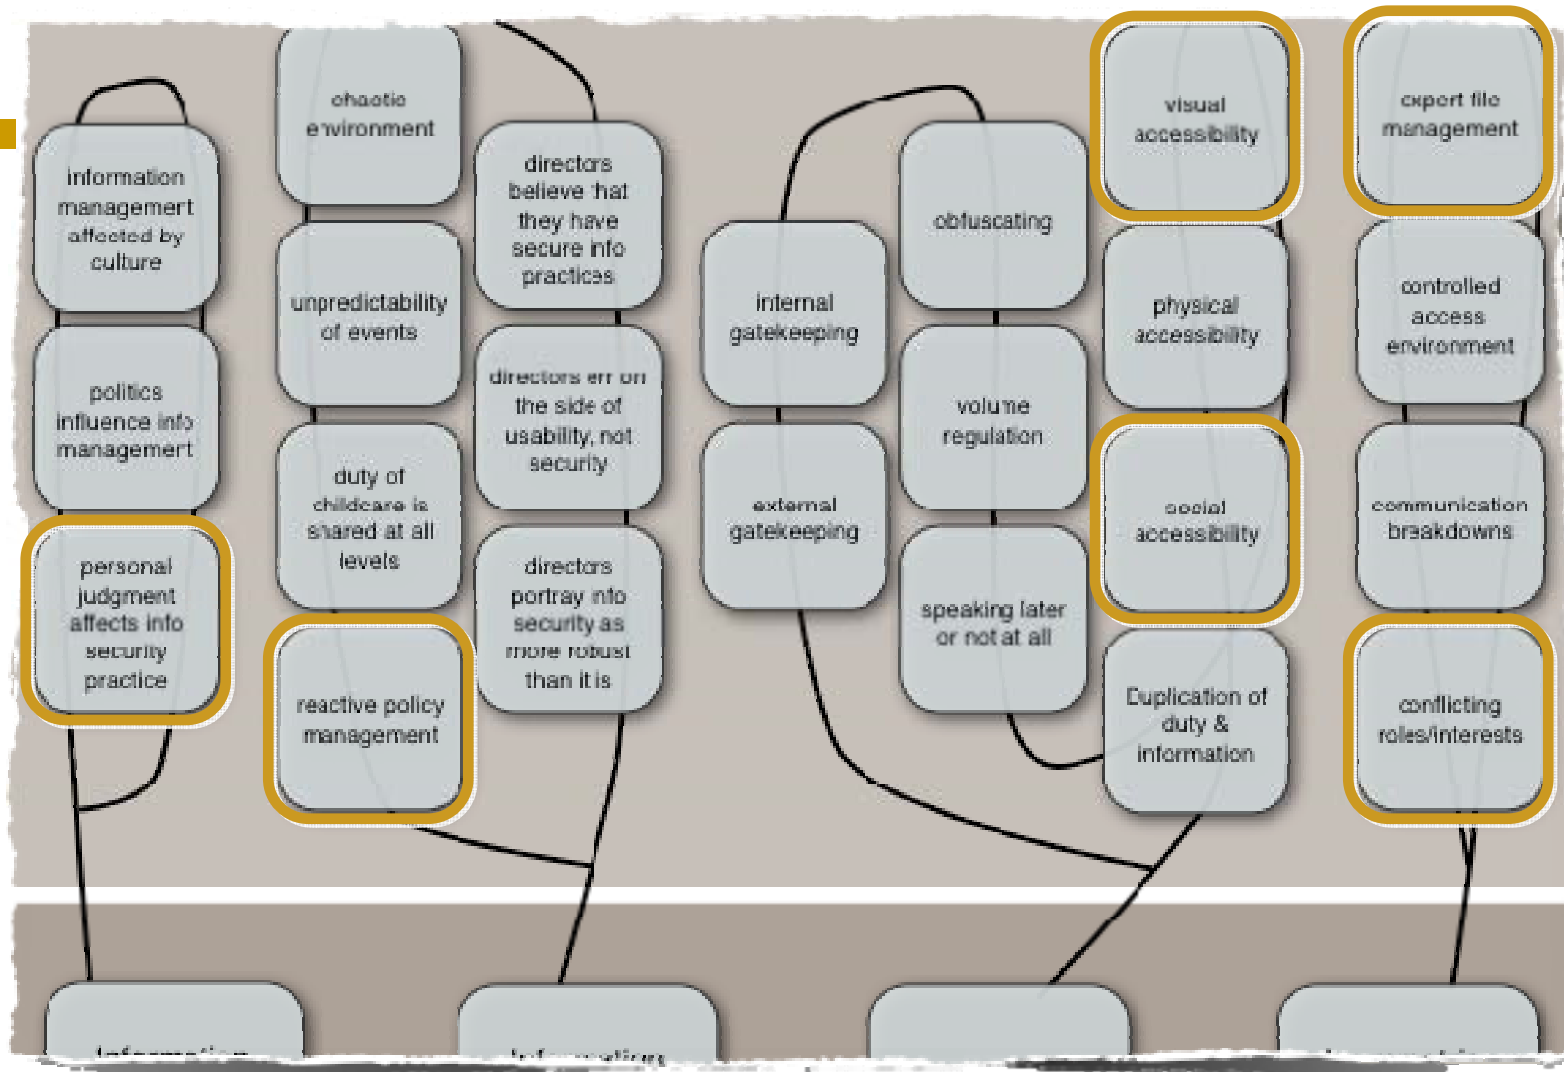 information
management
affected by
culture
politics
influence info
management
personal
judgment
affects info
security
practice
chaotic
environment
unpredictability
of events
duty of
childcare is
shared at all
levels
reactive policy
management
directors
believe that
they have
secure info
practices
directors err on
the side of
usability, not
security
directors
portray info
security as
more robust
than it is
internal
gatekeeping
external
gatekeeping
obfuscating
volume
regulation
speaking later
or not at all
visual
accessibility
physical
accessibility
social
accessibility
Duplication of
duty &
information
expert file
management
controlled
access
environment
communication
breakdowns
conflicting
roles/interests
Information
Information